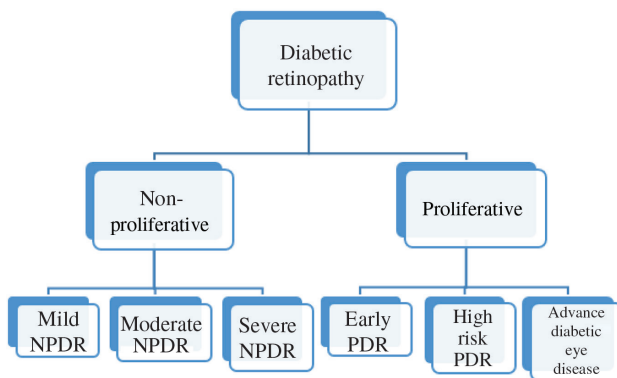 Diabetic
retinopathy
Non-
proliferative
Proliferative
Mild
NPDR
Moderate
NPDR
Severe
NPDR
Early
PDR
High
risk
PDR
Advance
diabetic
eye
disease